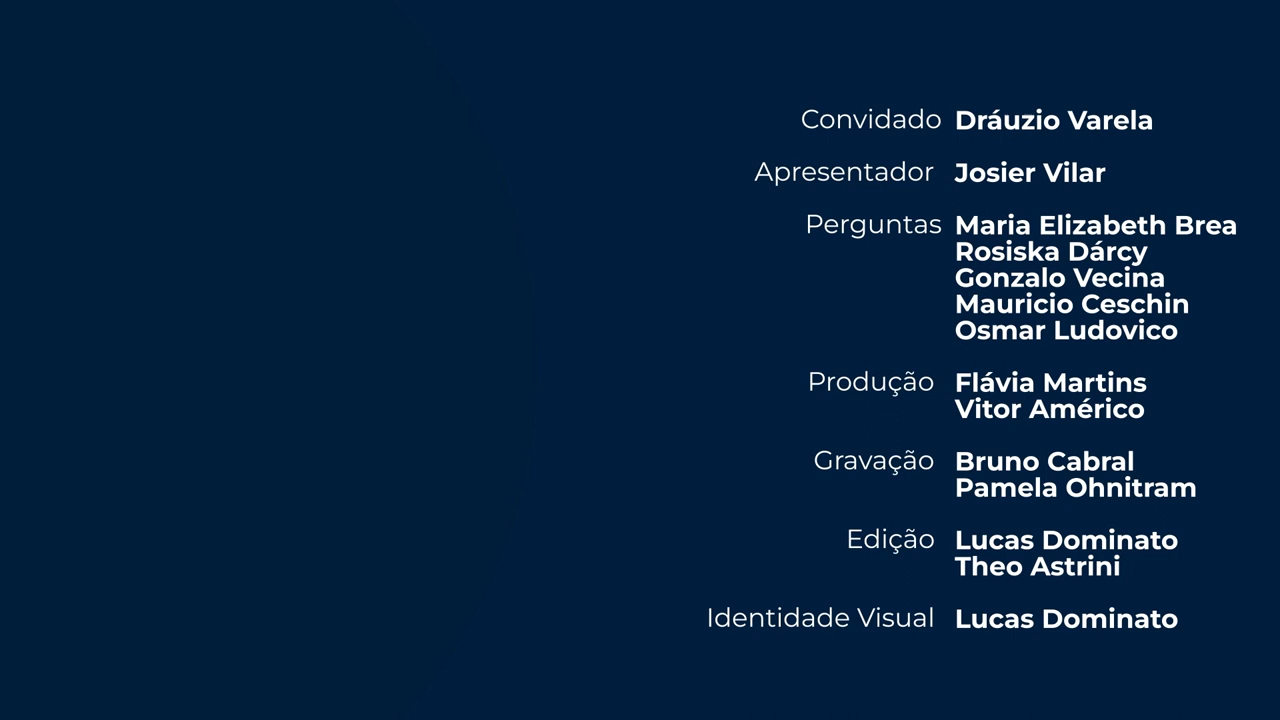 Convidado Dráuzio Varela
Apresentador Josier Vilar
Perguntas Maria Elizabeth Brea
Rosiska Dárcy
Gonzalo Vecina
Mauricio Ceschin
Osmar Ludovico
Produção Flávia Martins
Vitor Américo
Gravação Bruno Cabral
Pamela Ohnitram
Edição Lucas Dominato
Theo Astrini
Identidade Visual Lucas Dominato